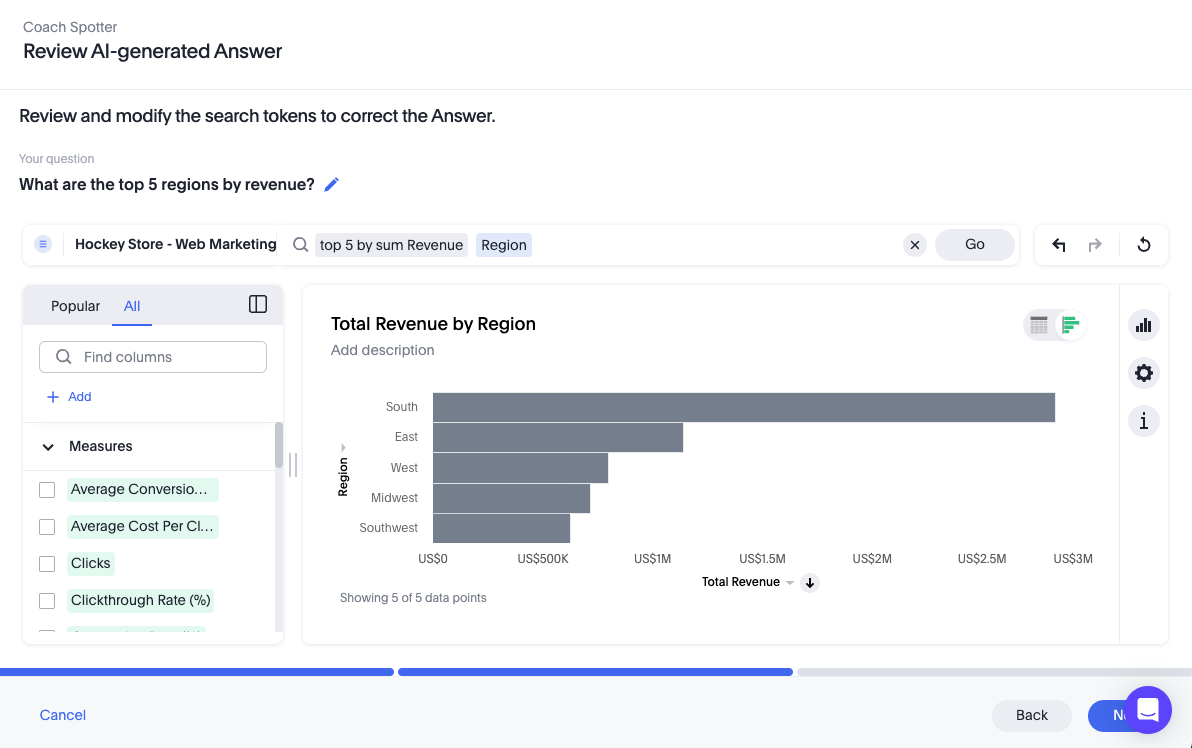 Coach Spotter
Review AI-generated Answer
Review and modify the search tokens to correct the Answer.
Your question
What are the top 5 regions by revenue?
Hockey Store - Web Marketing
top 5 by sum Revenue
Region
Go
Popular
All
Find columns
Add
Measures
Average Conversio...
Average Cost Per Cl...
Clicks
Clickthrough Rate (%)
Total Revenue by Region
Add description
Region
South
East
West
Midwest
Southwest
US$0 US$500K US$1M US$1.5M US$2M US$2.5M US$3M
Total Revenue
Showing 5 of 5 data points
Cancel
Back